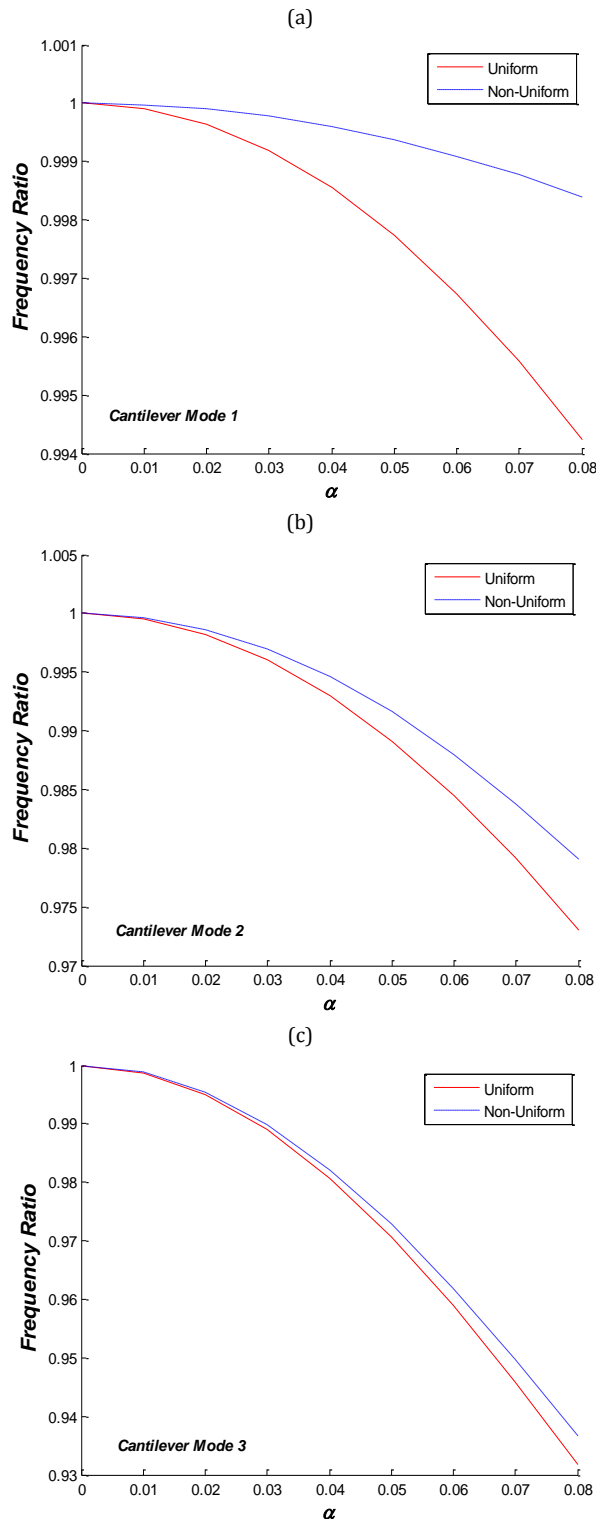 (a)
1.001
1
0.999
0.998
0.997
0.996
0.995
0.994
Frequency Ratio
Uniform
Non-Uniform
Cantilever Mode 1
0 0.01 0.02 0.03 0.04 0.05 0.06 0.07 0.08
α
(b)
1.005
1
0.995
0.99
0.985
0.98
0.975
0.97
Frequency Ratio
Uniform
Non-Uniform
Cantilever Mode 2
0 0.01 0.02 0.03 0.04 0.05 0.06 0.07 0.08
α
(c)
1
0.99
0.98
0.97
0.96
0.95
0.94
0.93
Frequency Ratio
Uniform
Non-Uniform
Cantilever Mode 3
0 0.01 0.02 0.03 0.04 0.05 0.06 0.07 0.08
α